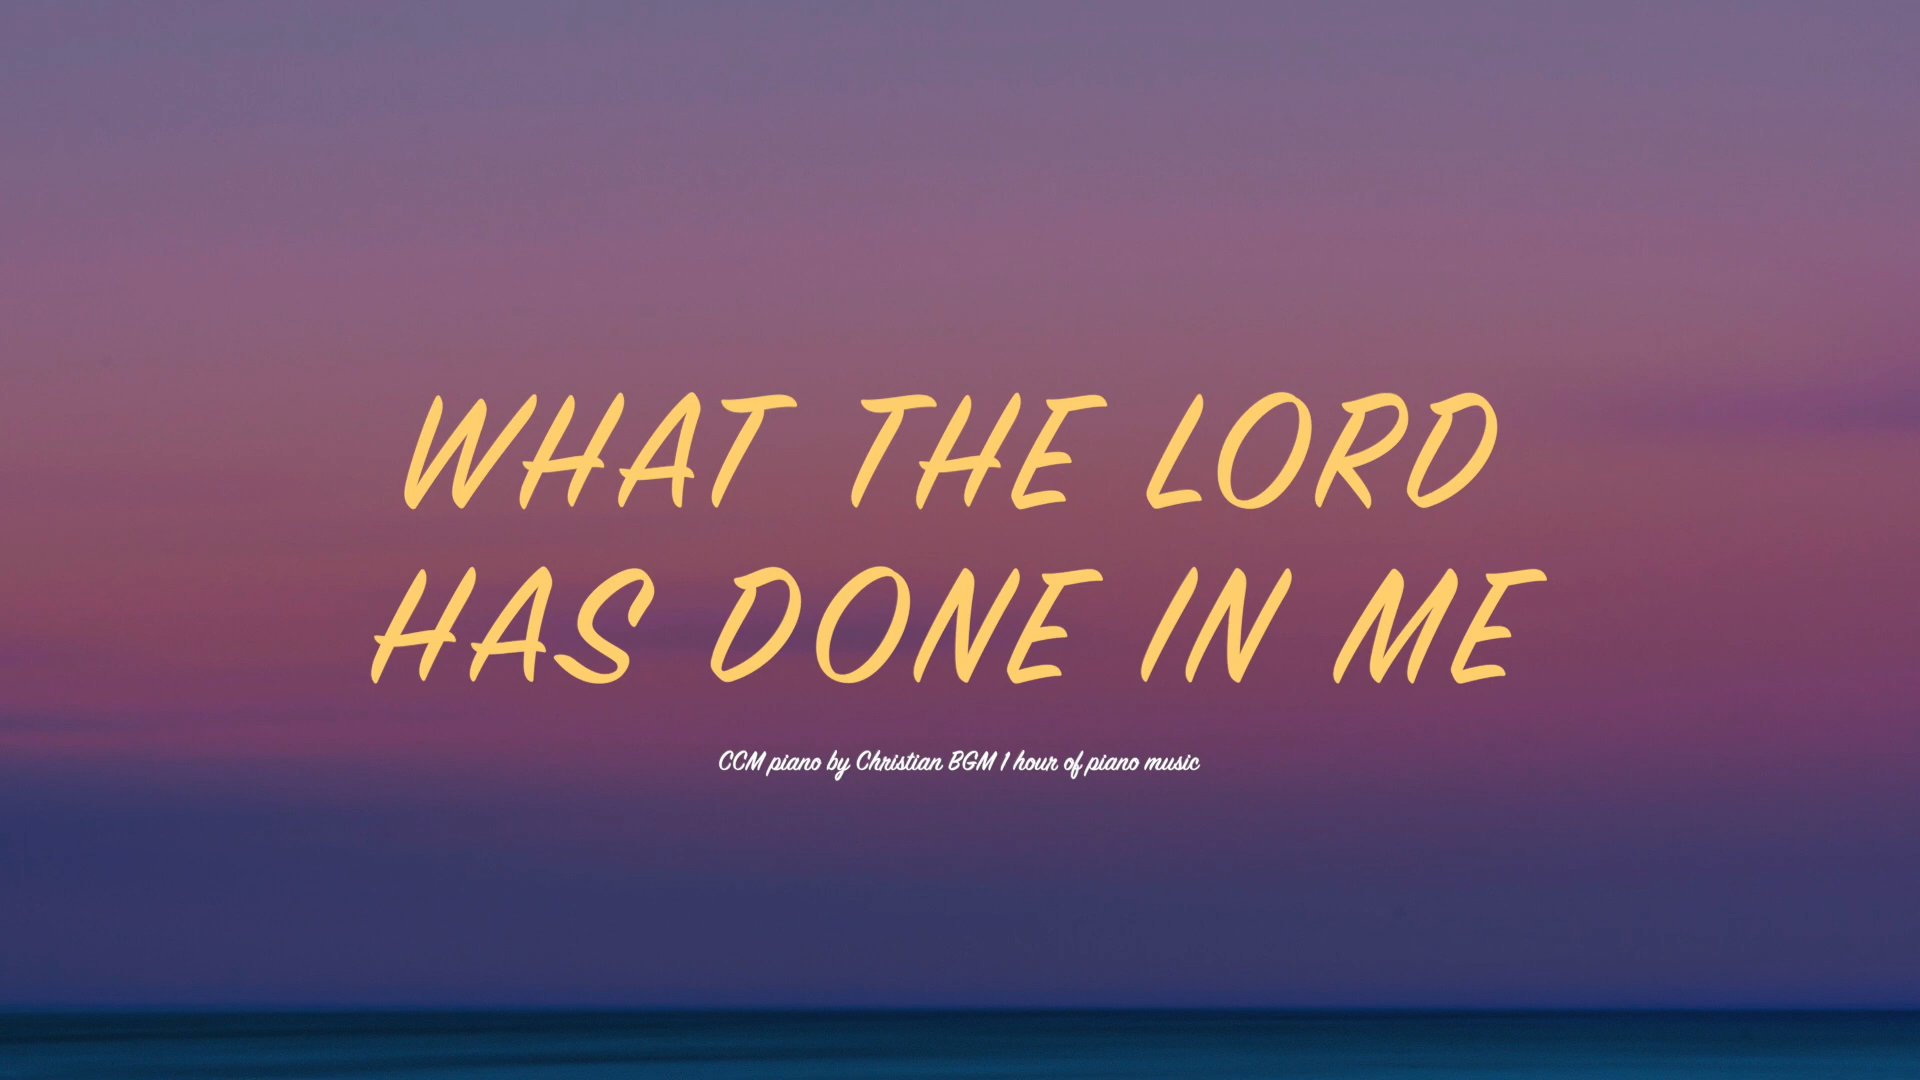 WHAT THE LORD
HAS DONE IN ME
CCM piano by Christian BGM 1 hour of piano music